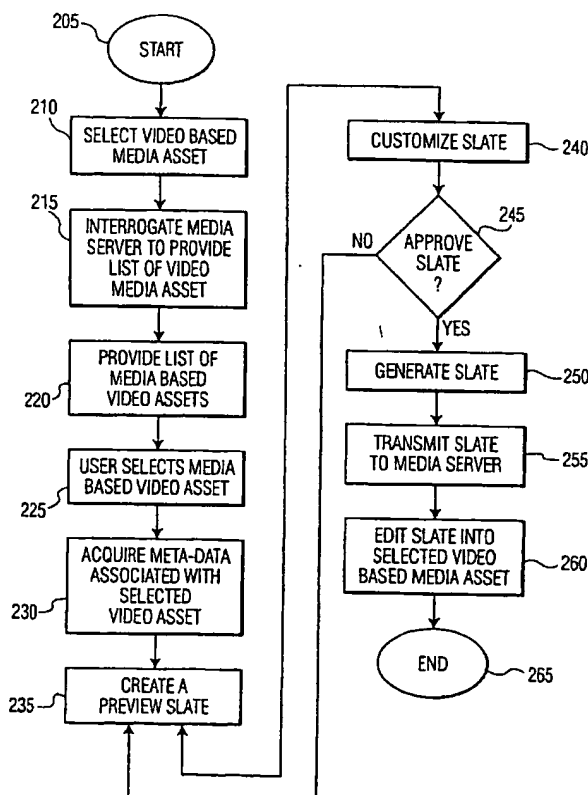 205
START
210
SELECT VIDEO BASED
MEDIA ASSET
215
INTERROGATE MEDIA
SERVER TO PROVIDE
LIST OF VIDEO
MEDIA ASSET
PROVIDE LIST OF
MEDIA BASED
VIDEO ASSETS
220
USER SELECTS MEDIA
BASED VIDEO ASSET
225
ACQUIRE META-DATA
ASSOCIATED WITH
SELECTED
VIDEO ASSET
230
CREATE A
PREVIEW SLATE
235
CUSTOMIZE SLATE
240
245
NO
APPROVE
SLATE
?
YES
GENERATE SLATE
250
TRANSMIT SLATE
TO MEDIA SERVER
255
EDIT SLATE INTO
SELECTED VIDEO
BASED MEDIA ASSET
260
END
265